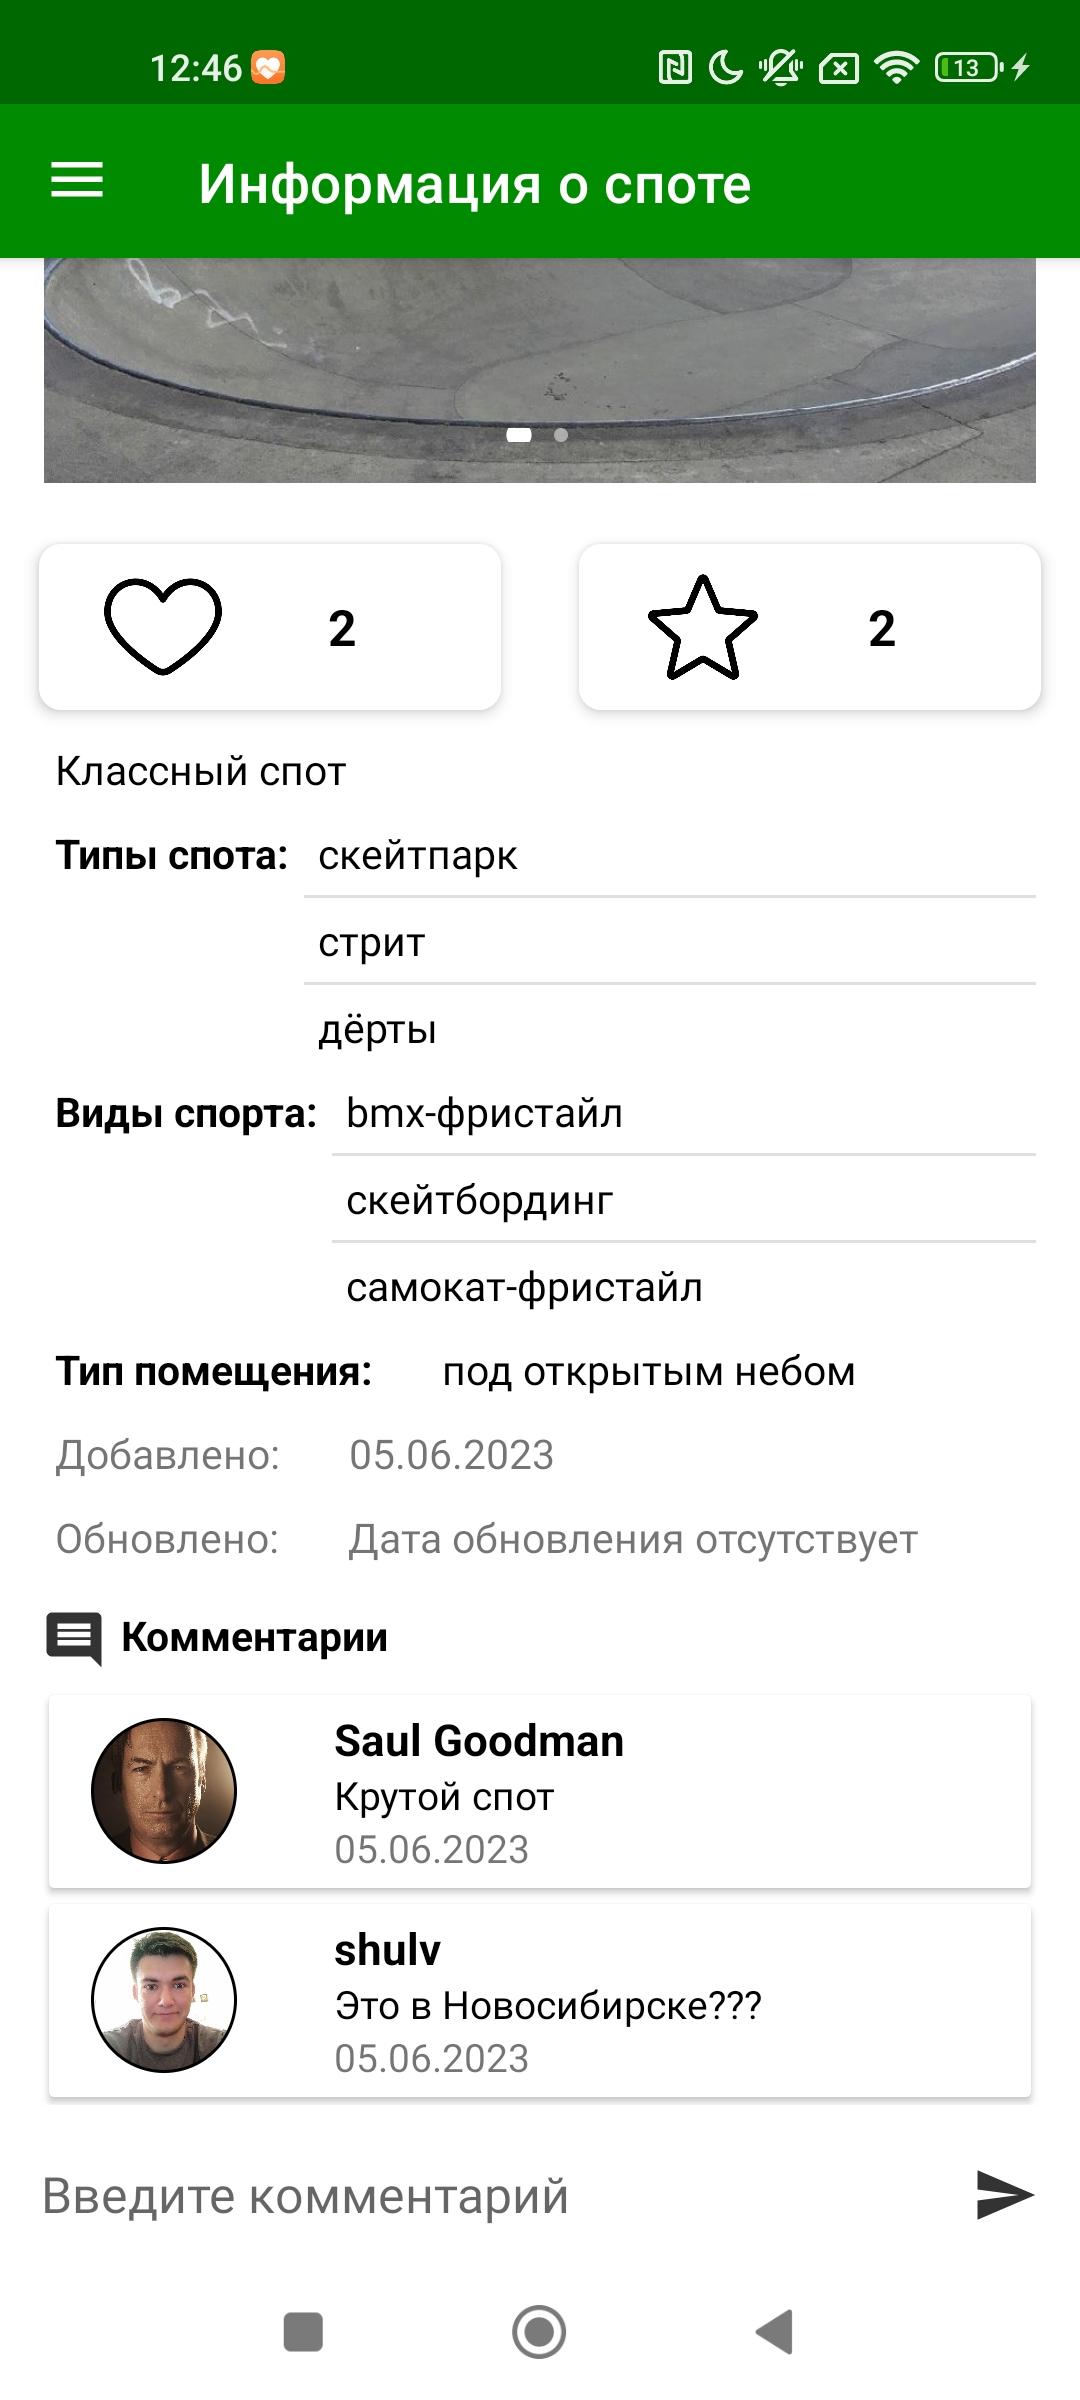 12:46
13
Информация о споте
2
2
Классный спот
Типы спота: скейтпарк
стрит
дёрты
Виды спорта: bmx-фристайл
скейтбординг
самокат-фристайл
Тип помещения: под открытым небом
Добавлено: 05.06.2023
Обновлено: Дата обновления отсутствует
Комментарии
Saul Goodman
Крутой спот
05.06.2023
shulv
Это в Новосибирске???
05.06.2023
Введите комментарий